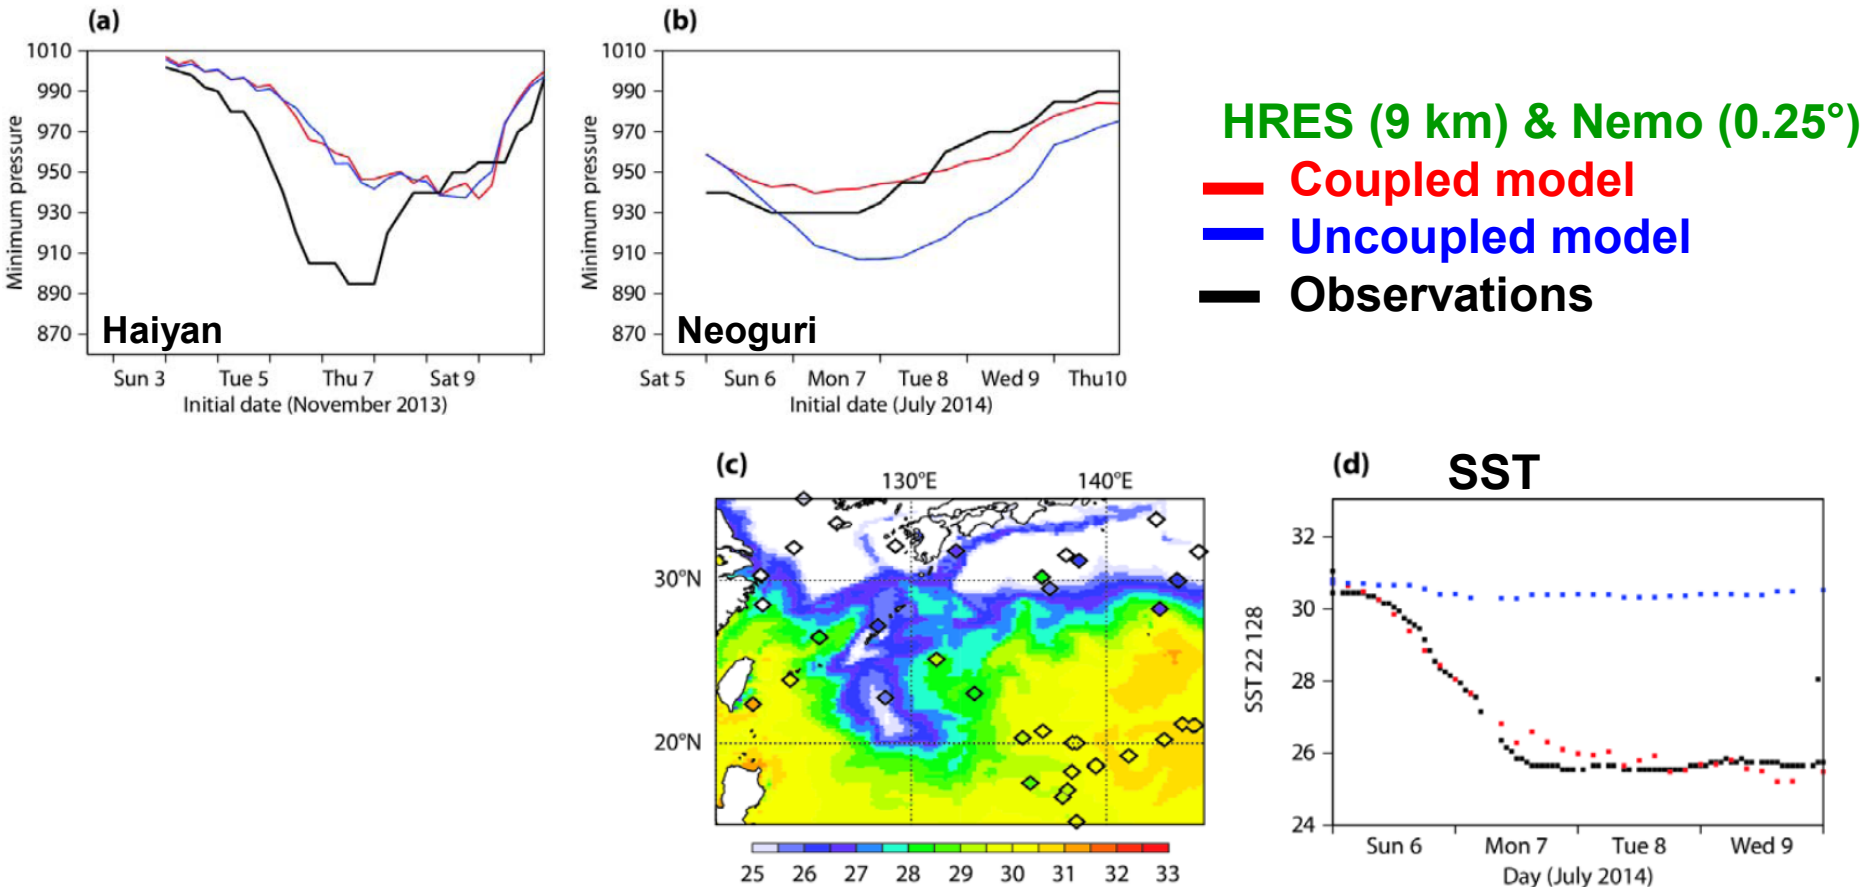 (a)
1010
990
970
950
930
910
890
870
Minimum pressure
Haiyan
Sun 3 Tue 5 Thu 7 Sat 9
Initial date (November 2013)
(b)
1010
990
970
950
930
910
890
870
Minimum pressure
Neoguri
Sat 5 Sun 6 Mon 7 Tue 8 Wed 9 Thu10
Initial date (July 2014)
HRES (9 km) & Nemo (0.25°)
Coupled model
Uncoupled model
Observations
(c)
130°E 140°E
30°N
20°N
25 26 27 28 29 30 31 32 33
(d)
SST
32
30
28
26
24
SST 22 128
Sun 6 Mon 7 Tue 8 Wed 9
Day (July 2014)